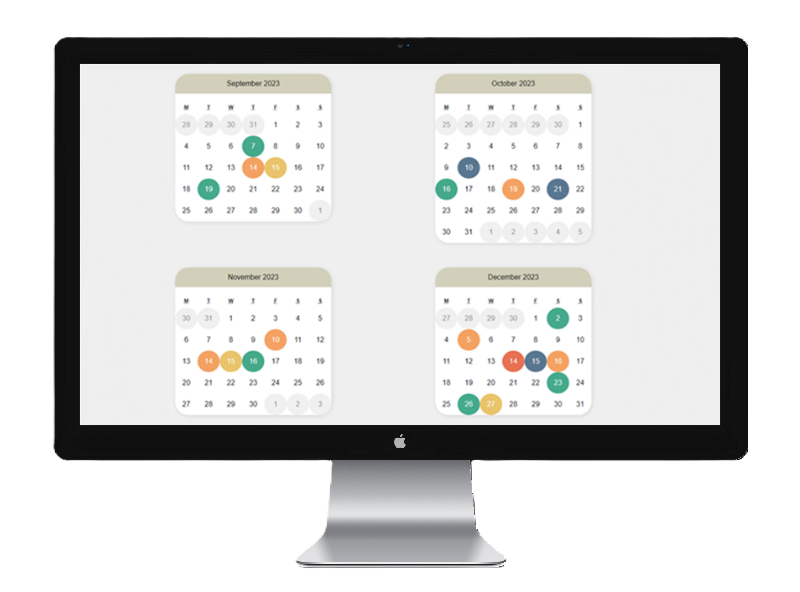 September 2023
M T W T F S S
28 29 30 31 1 2 3
4 5 6 7 8 9 10
11 12 13 14 15 16 17
18 19 20 21 22 23 24
25 26 27 28 29 30 1
October 2023
M T W T F S S
25 26 27 28 29 30 1
2 3 4 5 6 7 8
9 10 11 12 13 14 15
16 17 18 19 20 21 22
23 24 25 26 27 28 29
30 31 1 2 3 4 5
November 2023
M T W T F S S
30 31 1 2 3 4 5
6 7 8 9 10 11 12
13 14 15 16 17 18 19
20 21 22 23 24 25 26
27 28 29 30 1 2 3
December 2023
M T W T F S S
27 28 29 30 1 2 3
4 5 6 7 8 9 10
11 12 13 14 15 16 17
18 19 20 21 22 23 24
25 26 27 28 29 30 31